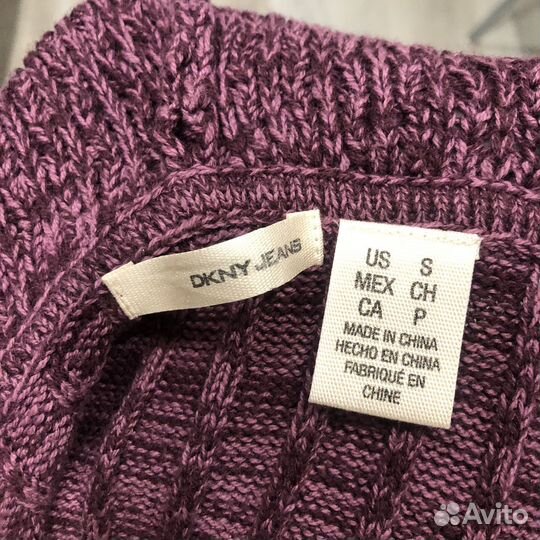 DKNY JEANS
US S
MEX CH
CA P
MADE IN CHINA
HECHO EN CHINA
FABRIQUÉ EN
CHINE
Avito